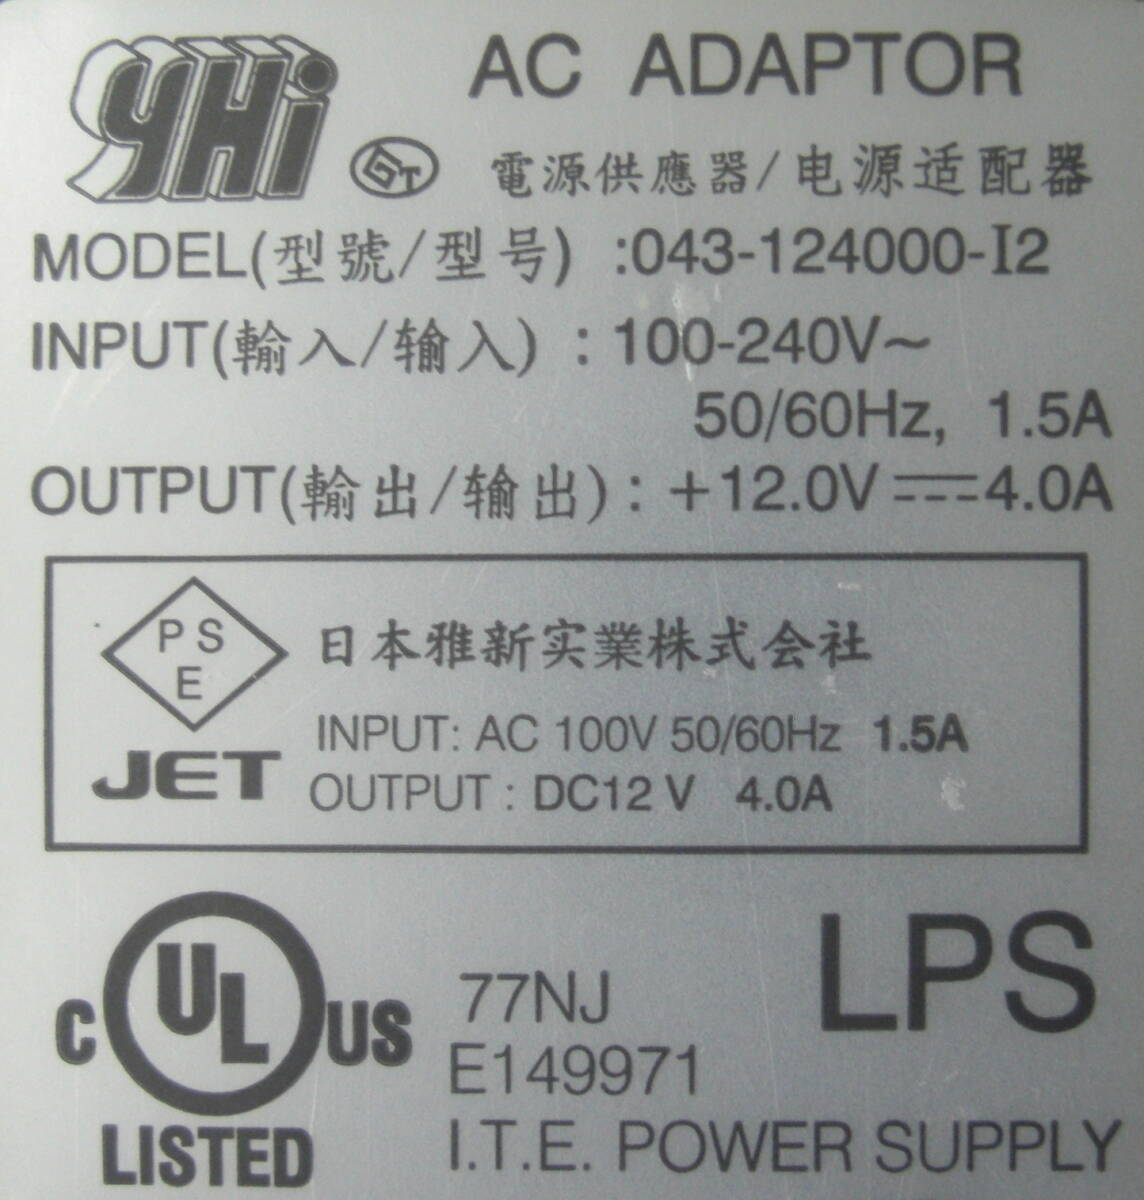 YHi
AC ADAPTOR
GT
電源供應器/电源适配器
MODEL(型號/型号) :043-124000-I2
INPUT(輸入/输入) : 100-240V~
50/60Hz, 1.5A
OUTPUT(輸出/输出) : +12.0V⎓4.0A
PS
E
日本雅新实業株式会社
INPUT: AC 100V 50/60Hz 1.5A
JET
OUTPUT : DC12 V 4.0A
C UL US
LISTED
77NJ
E149971
LPS
I.T.E. POWER SUPPLY